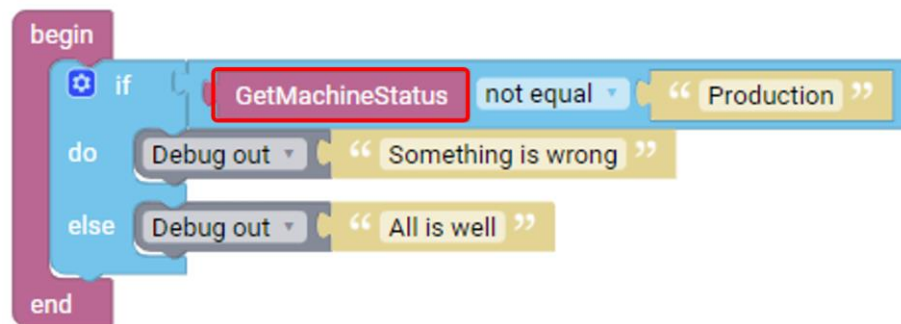 begin
if GetMachineStatus not equal “ Production ”
do Debug out “ Something is wrong ”
else Debug out “ All is well ”
end